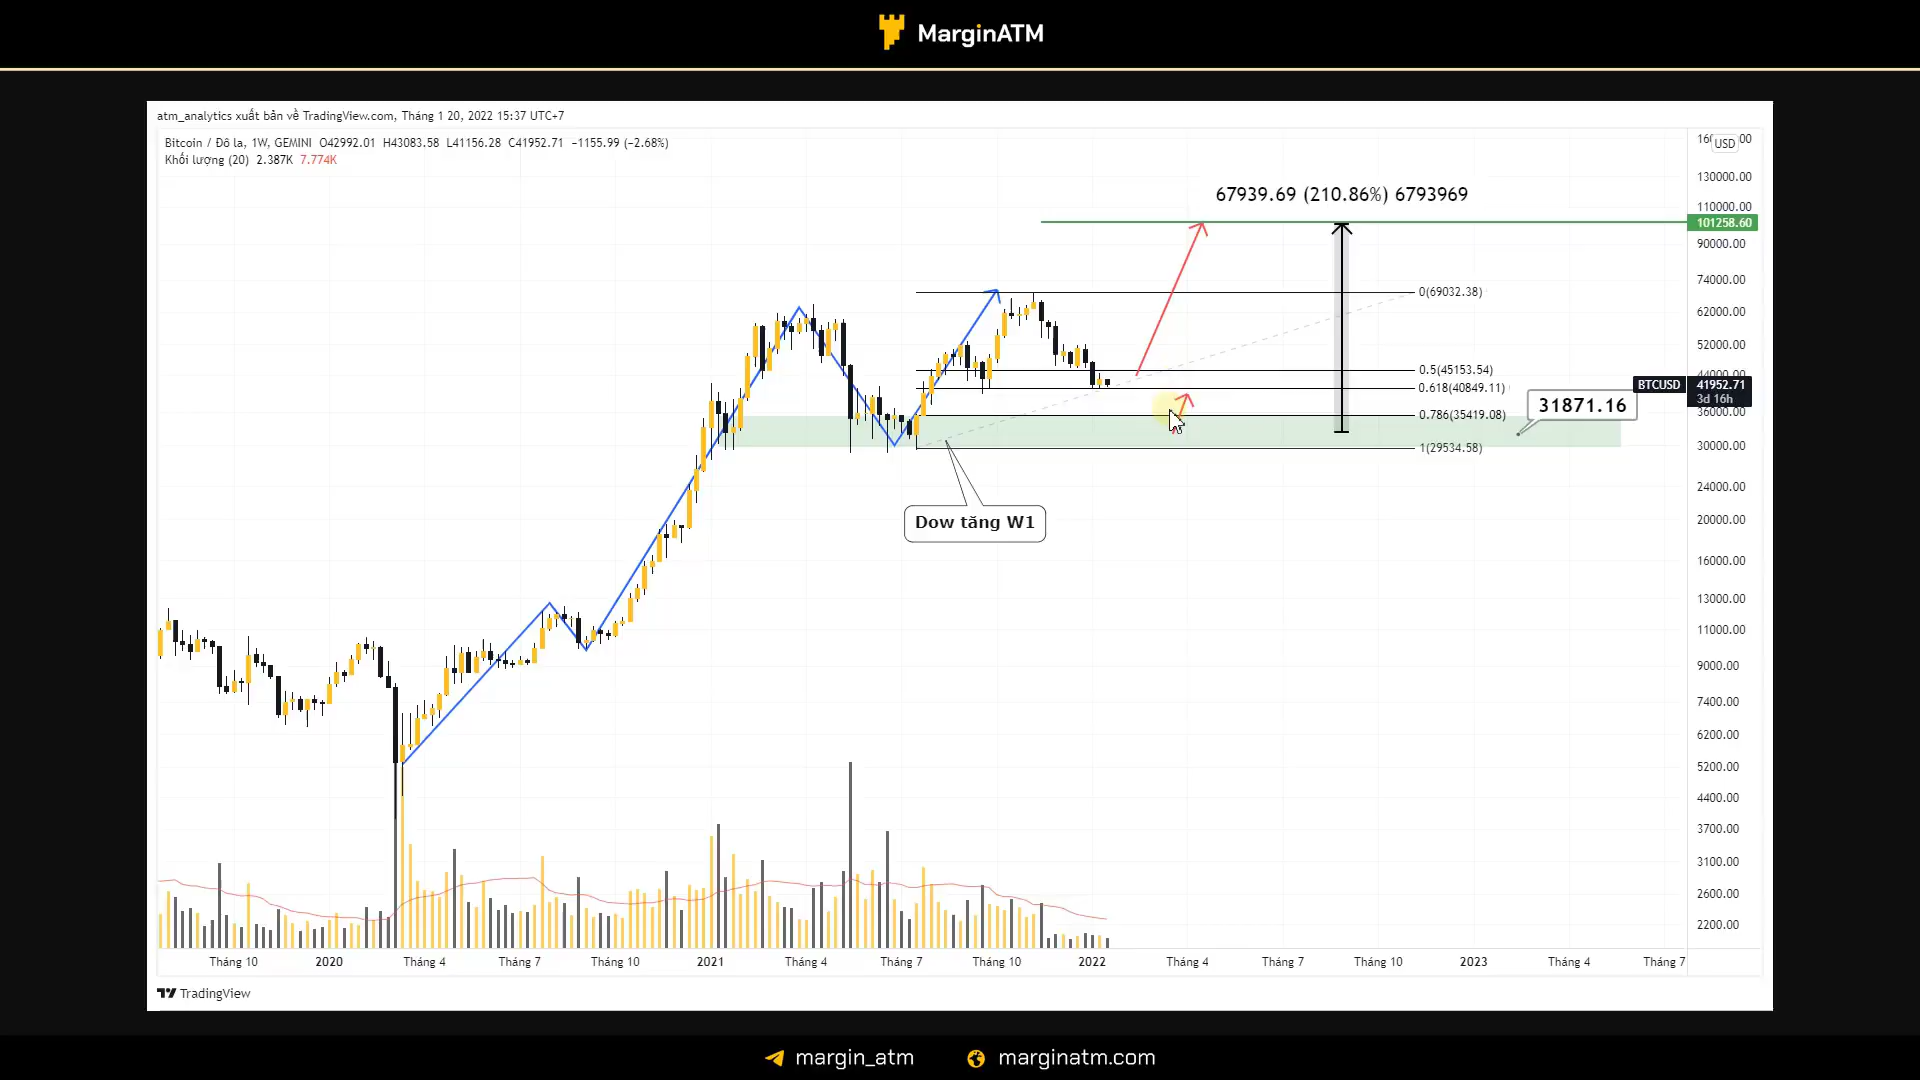 MarginATM
atm_analytics xuất bản về TradingView.com, Tháng 1 20, 2022 15:37 UTC+7
Bitcoin / Đô la, 1W, GEMINI O42992.01 H43083.58 L41156.28 C41952.71 −1155.99 (−2.68%)
Khối lượng (20) 2.387K 7.774K
USD
130000.00
67939.69 (210.86%) 6793969
110000.00
101258.60
90000.00
74000.00
0(69032.38)
62000.00
52000.00
0.5(45153.54)
44000.00
BTCUSD 41952.71
3d 16h
0.618(40849.11)
31871.16
36000.00
0.786(35419.08)
30000.00
1(29534.58)
24000.00
Dow tăng W1
20000.00
16000.00
13000.00
11000.00
9000.00
7400.00
6200.00
5200.00
4400.00
3700.00
3100.00
2600.00
2200.00
Tháng 10 2020 Tháng 4 Tháng 7 Tháng 10 2021 Tháng 4 Tháng 7 Tháng 10 2022 Tháng 4 Tháng 7 Tháng 10 2023 Tháng 4 Tháng 7
TradingView
margin_atm marginatm.com